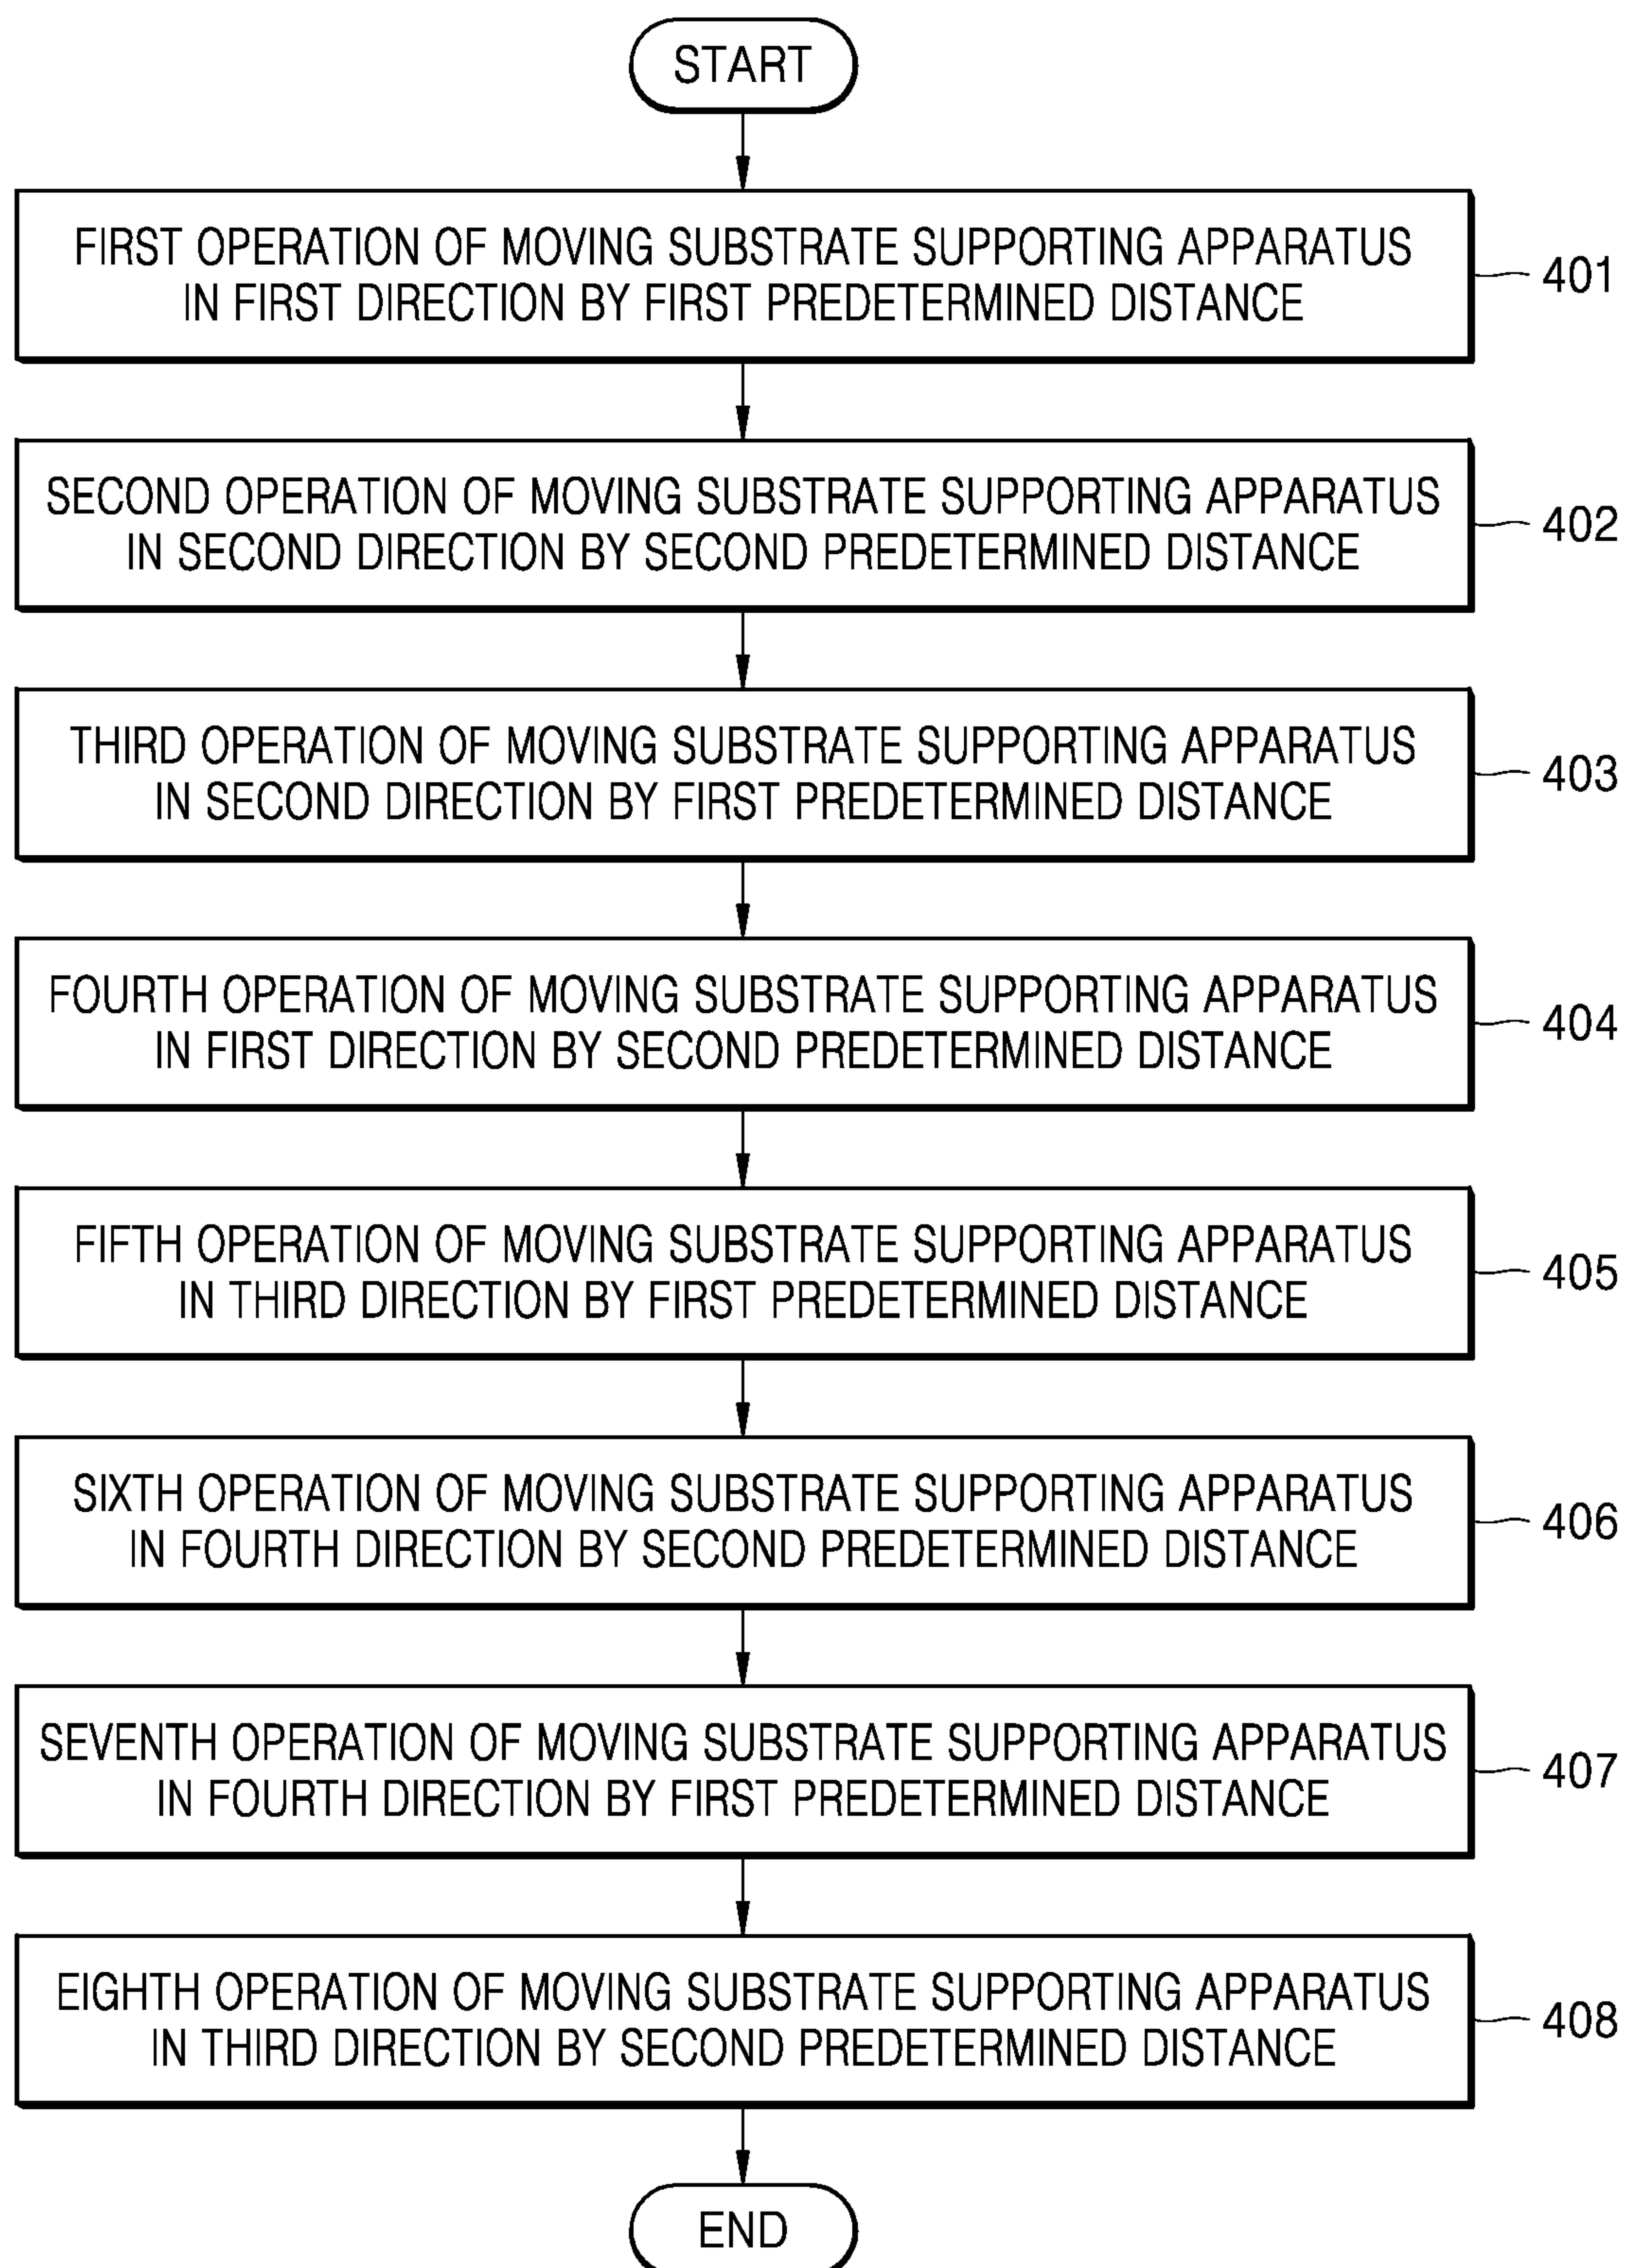 START
FIRST OPERATION OF MOVING SUBSTRATE SUPPORTING APPARATUS
IN FIRST DIRECTION BY FIRST PREDETERMINED DISTANCE
401
SECOND OPERATION OF MOVING SUBSTRATE SUPPORTING APPARATUS
IN SECOND DIRECTION BY SECOND PREDETERMINED DISTANCE
402
THIRD OPERATION OF MOVING SUBSTRATE SUPPORTING APPARATUS
IN SECOND DIRECTION BY FIRST PREDETERMINED DISTANCE
403
FOURTH OPERATION OF MOVING SUBSTRATE SUPPORTING APPARATUS
IN FIRST DIRECTION BY SECOND PREDETERMINED DISTANCE
404
FIFTH OPERATION OF MOVING SUBSTRATE SUPPORTING APPARATUS
IN THIRD DIRECTION BY FIRST PREDETERMINED DISTANCE
405
SIXTH OPERATION OF MOVING SUBSTRATE SUPPORTING APPARATUS
IN FOURTH DIRECTION BY SECOND PREDETERMINED DISTANCE
406
SEVENTH OPERATION OF MOVING SUBSTRATE SUPPORTING APPARATUS
IN FOURTH DIRECTION BY FIRST PREDETERMINED DISTANCE
407
EIGHTH OPERATION OF MOVING SUBSTRATE SUPPORTING APPARATUS
IN THIRD DIRECTION BY SECOND PREDETERMINED DISTANCE
408
END